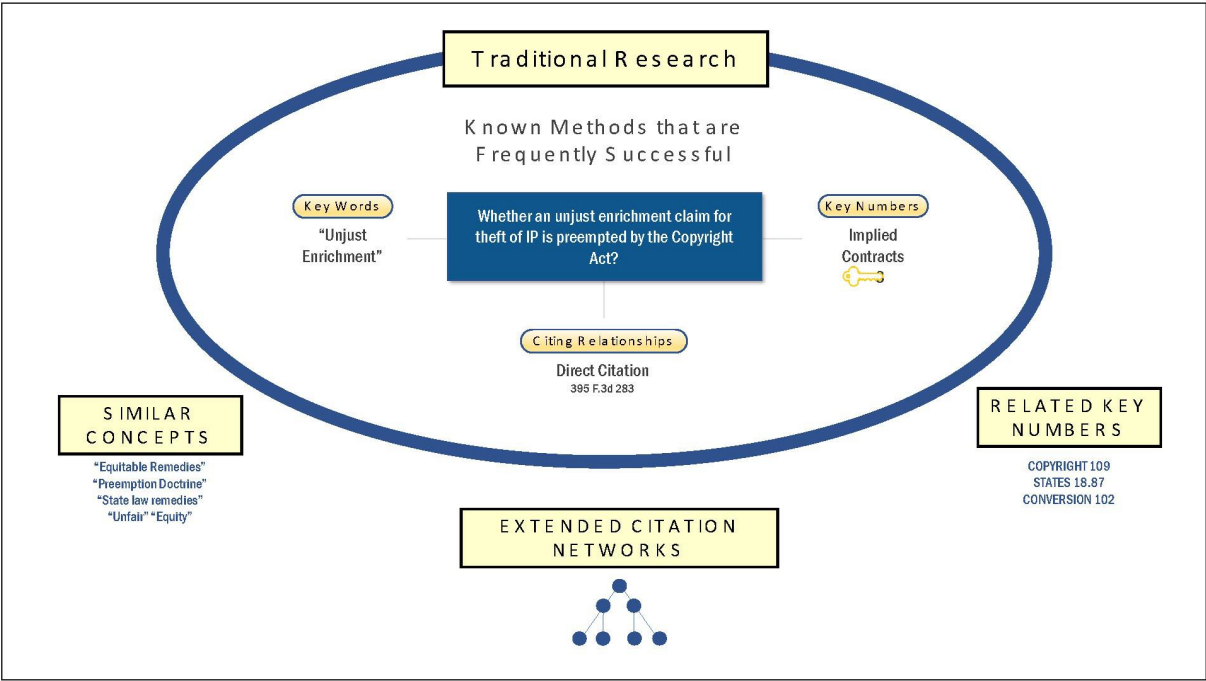 Traditional Research
Known Methods that are
Frequently Successful
Key Words
“Unjust
Enrichment”
Whether an unjust enrichment claim for
theft of IP is preempted by the Copyright
Act?
Key Numbers
Implied
Contracts
Citing Relationships
Direct Citation
395 F.3d 283
SIMILAR
CONCEPTS
“Equitable Remedies”
“Preemption Doctrine”
“State law remedies”
“Unfair” “Equity”
RELATED KEY
NUMBERS
COPYRIGHT 109
STATES 18.87
CONVERSION 102
EXTENDED CITATION
NETWORKS